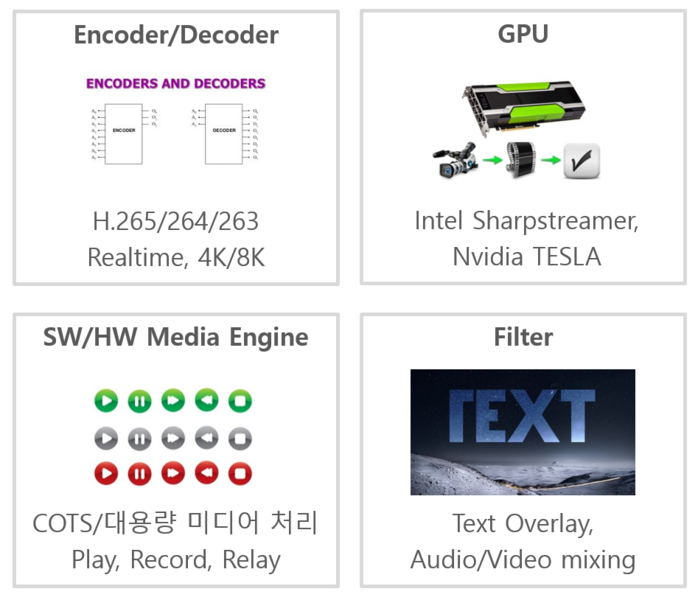 Encoder/Decoder
ENCODERS AND DECODERS
ENCODER
DECODER
H.265/264/263
Realtime, 4K/8K
GPU
Intel Sharpstreamer,
Nvidia TESLA
SW/HW Media Engine
COTS/대용량 미디어 처리
Play, Record, Relay
Filter
TEXT
Text Overlay,
Audio/Video mixing